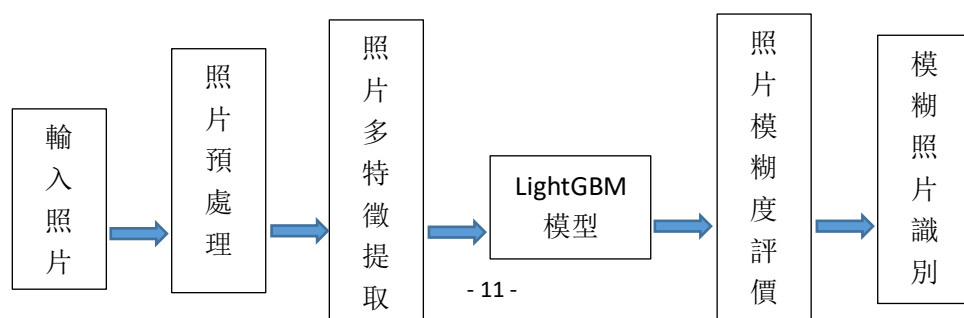 輸入照片
照片預處理
照片多特徵提取
LightGBM
模型
照片模糊度評價
模糊照片識別
- 11 -